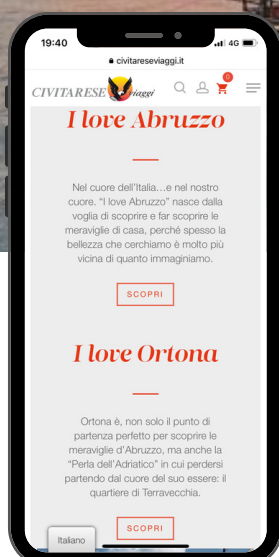 19:40
4G
civitareseviaggi.it
CIVITARESE viaggi
0
I love Abruzzo
Nel cuore dell'Italia…e nel nostro
cuore. "I love Abruzzo" nasce dalla
voglia di scoprire e far scoprire le
meraviglie di casa, perché spesso la
bellezza che cerchiamo è molto più
vicina di quanto immaginiamo.
SCOPRI
I love Ortona
Ortona è, non solo il punto di
partenza perfetto per scoprire le
meraviglie d'Abruzzo, ma anche la
"Perla dell'Adriatico" in cui perdersi
partendo dal cuore del suo essere: il
quartiere di Terravecchia.
SCOPRI
Italiano